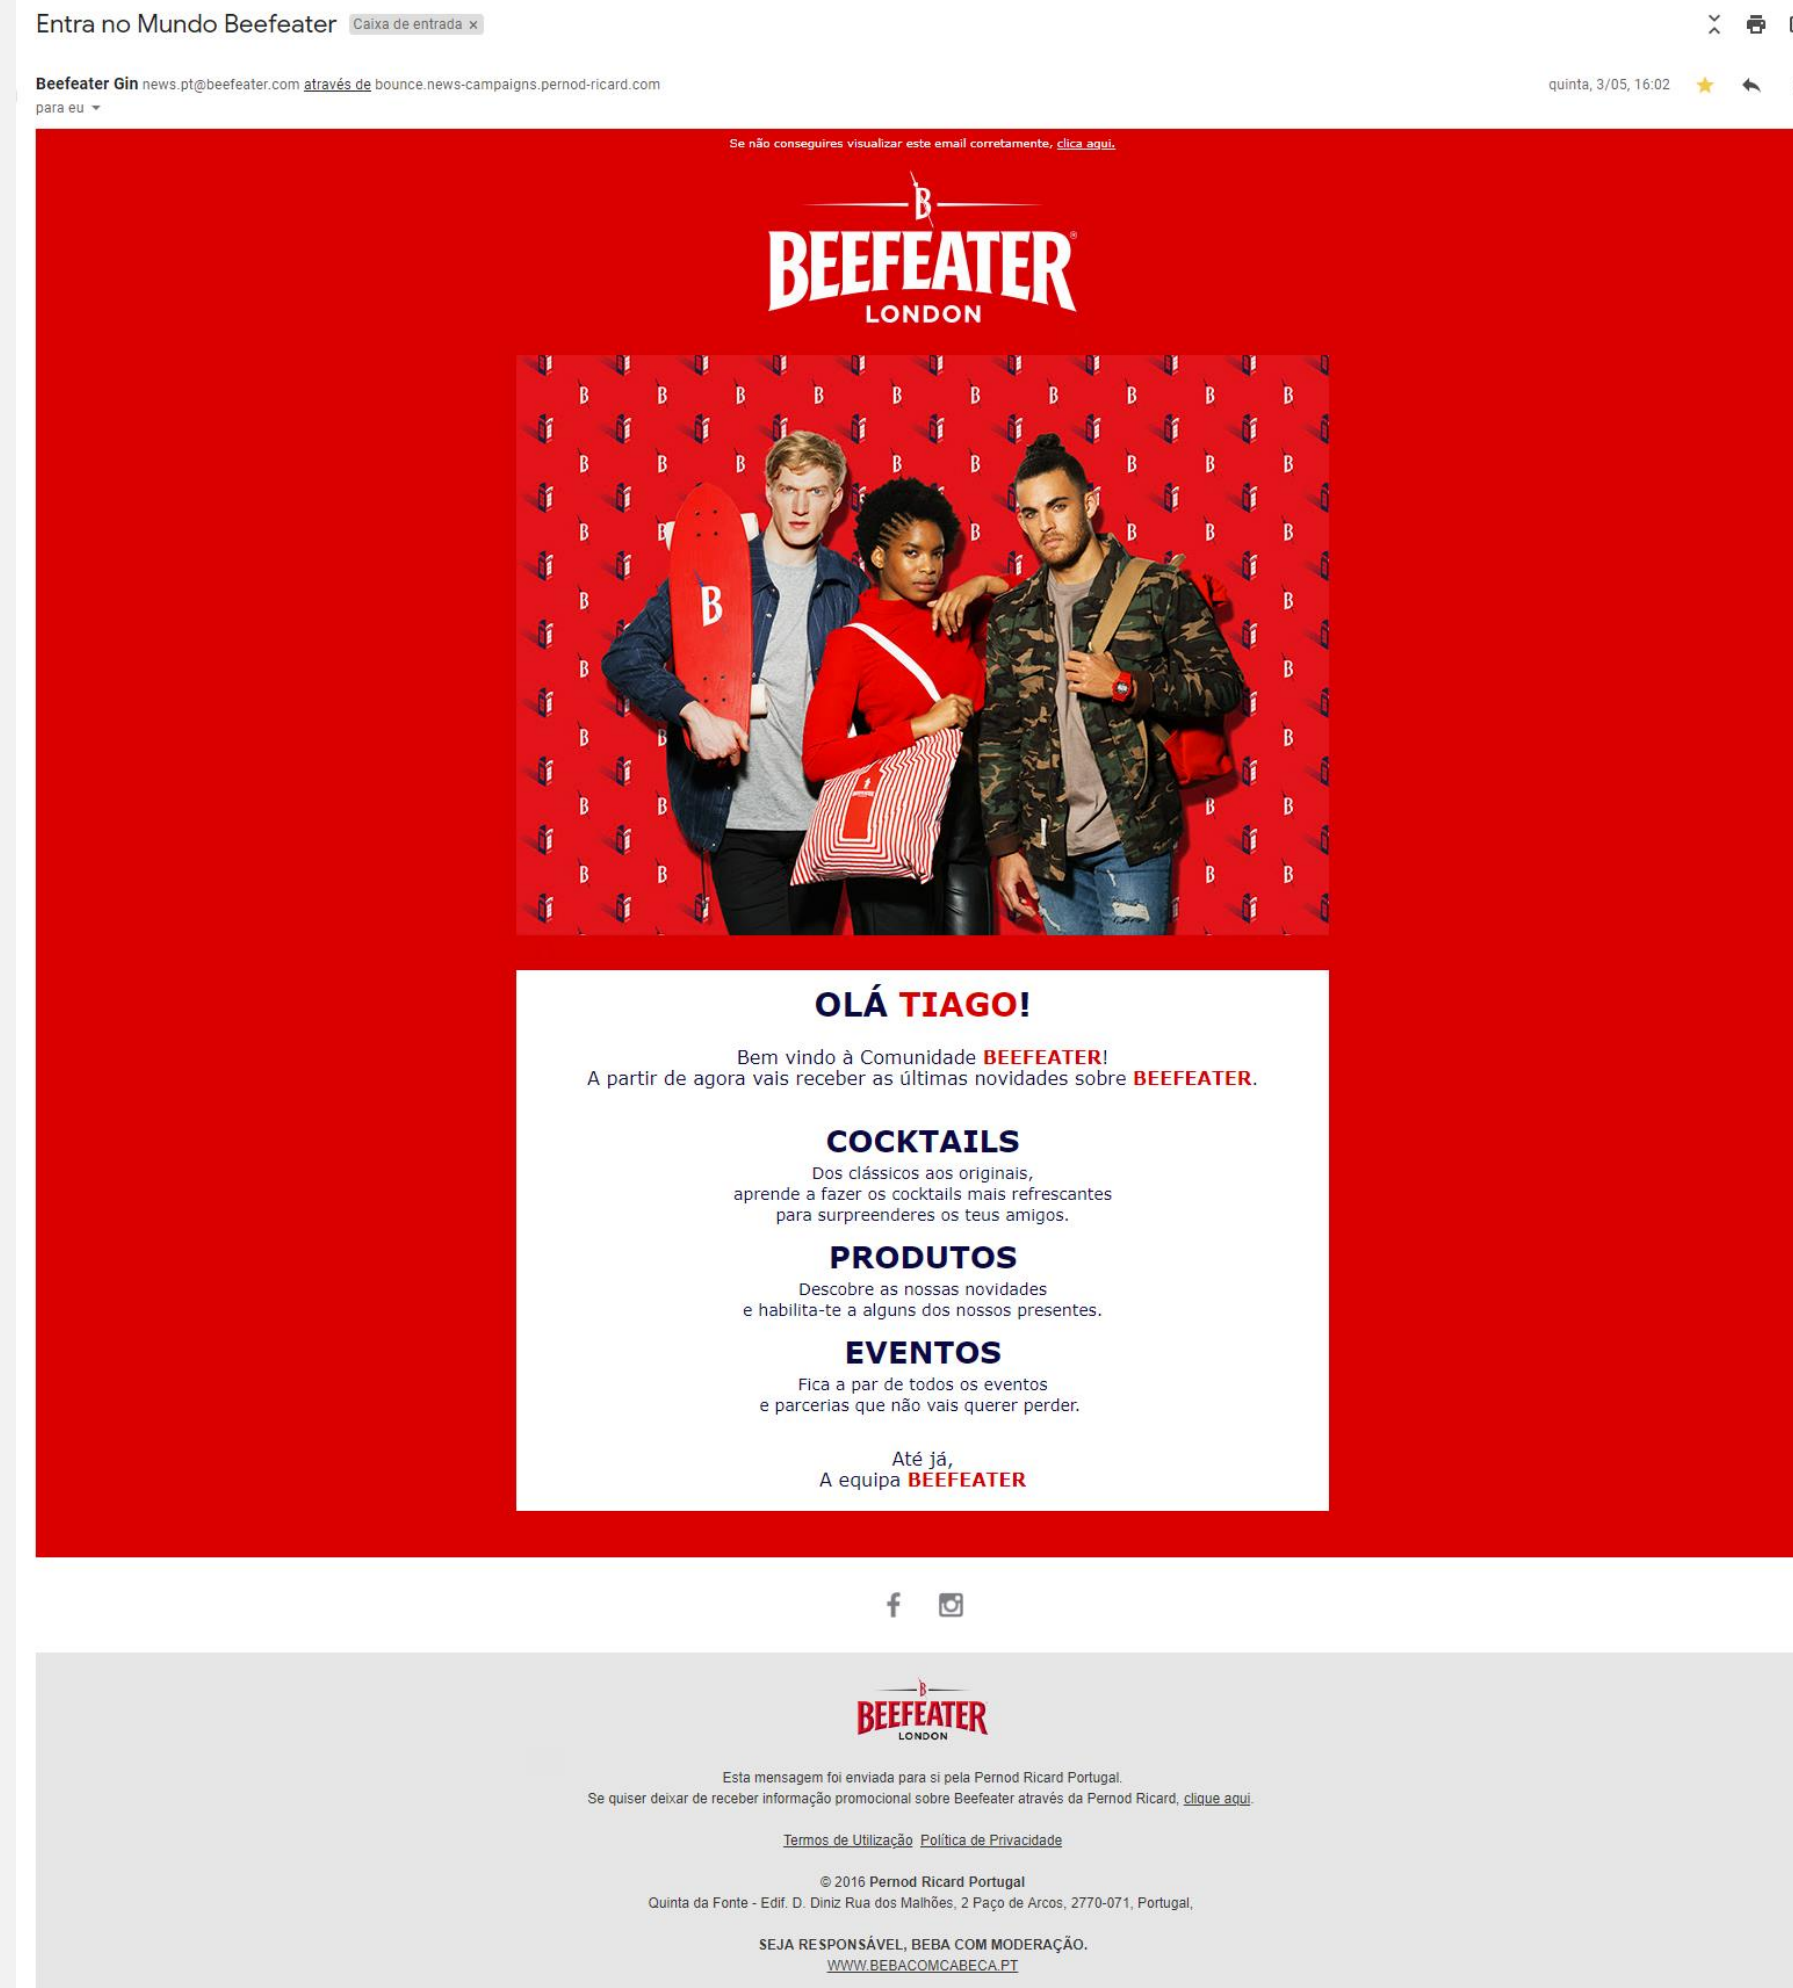 Entra no Mundo Beefeater Caixa de entrada ×
Beefeater Gin news.pt@beefeater.com através de bounce.news-campaigns.pernod-ricard.com quinta, 3/05, 16:02
para eu
Se não conseguires visualizar este email corretamente, clica aqui.
B
BEEFEATER®
LONDON
B
BEEFEATER
OLÁ TIAGO!
Bem vindo à Comunidade BEEFEATER!
A partir de agora vais receber as últimas novidades sobre BEEFEATER.
COCKTAILS
Dos clássicos aos originais,
aprende a fazer os cocktails mais refrescantes
para surpreenderes os teus amigos.
PRODUTOS
Descobre as nossas novidades
e habilita-te a alguns dos nossos presentes.
EVENTOS
Fica a par de todos os eventos
e parcerias que não vais querer perder.
Até já,
A equipa BEEFEATER
B
BEEFEATER
LONDON
Esta mensagem foi enviada para si pela Pernod Ricard Portugal.
Se quiser deixar de receber informação promocional sobre Beefeater através da Pernod Ricard, clique aqui.
Termos de Utilização Política de Privacidade
© 2016 Pernod Ricard Portugal
Quinta da Fonte - Edif. D. Diniz Rua dos Malhões, 2 Paço de Arcos, 2770-071, Portugal,
SEJA RESPONSÁVEL, BEBA COM MODERAÇÃO.
WWW.BEBACOMCABECA.PT